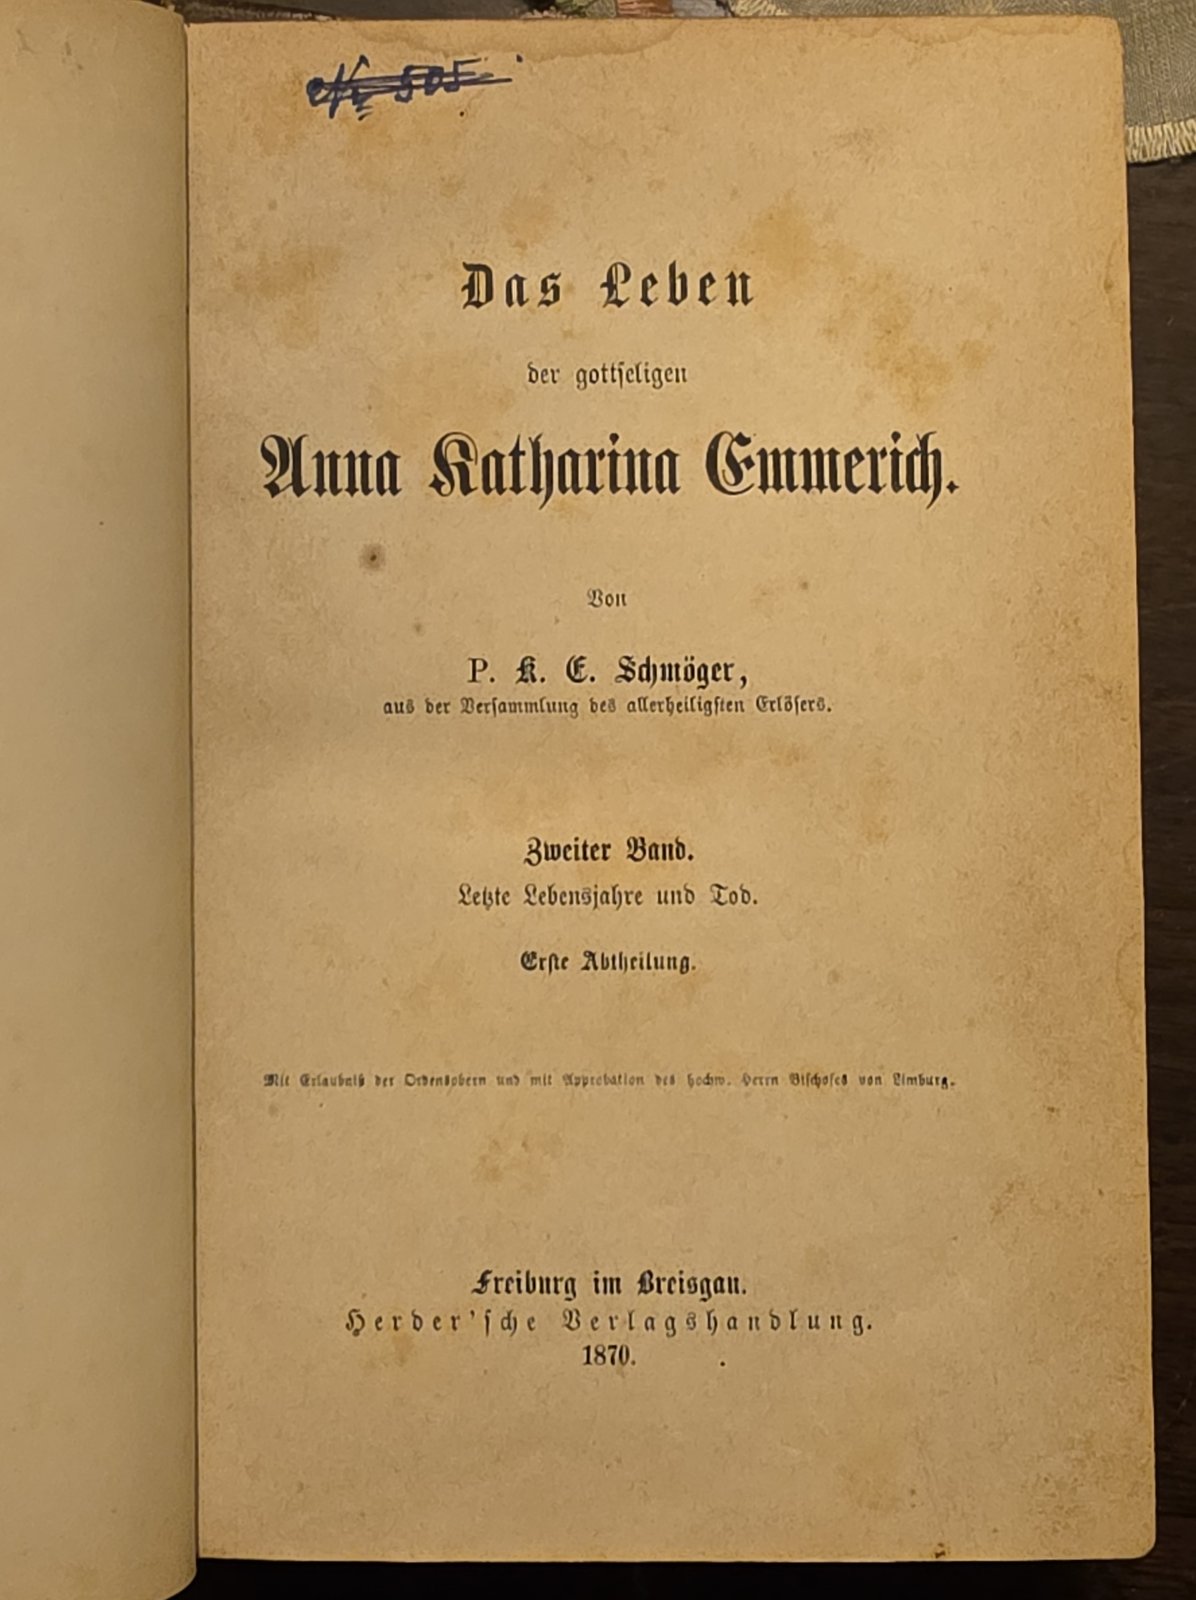 № 505
Das Leben
der gottseligen
Anna Katharina Emmerich.
Von
P. K. E. Schmöger,
aus der Versammlung des allerheiligsten Erlösers.
Zweiter Band.
Letzte Lebensjahre und Tod.
Erste Abtheilung.
Mit Erlaubniß der Ordensobern und mit Approbation des hochw. Herrn Bischofes von Limburg.
Freiburg im Breisgau.
Herder'sche Verlagshandlung.
1870.